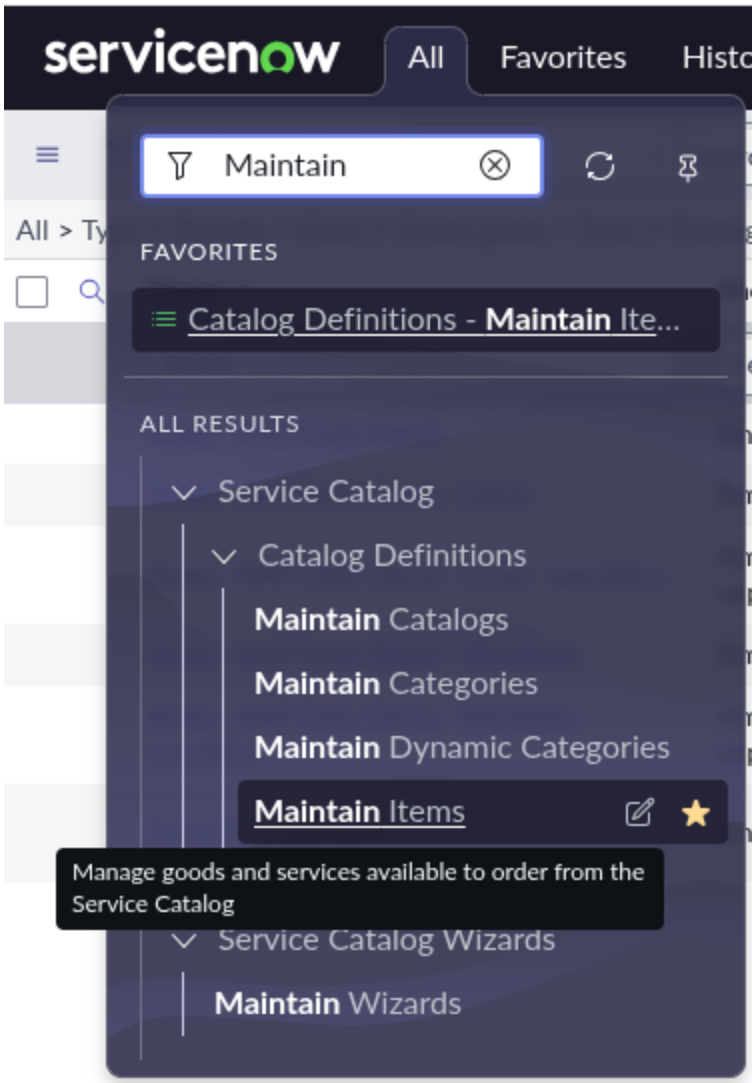 servicenow All Favorites Histo
Maintain
All > Ty
FAVORITES
Catalog Definitions - Maintain Ite...
ALL RESULTS
Service Catalog
Catalog Definitions
Maintain Catalogs
Maintain Categories
Maintain Dynamic Categories
Maintain Items
Manage goods and services available to order from the
Service Catalog
Service Catalog Wizards
Maintain Wizards